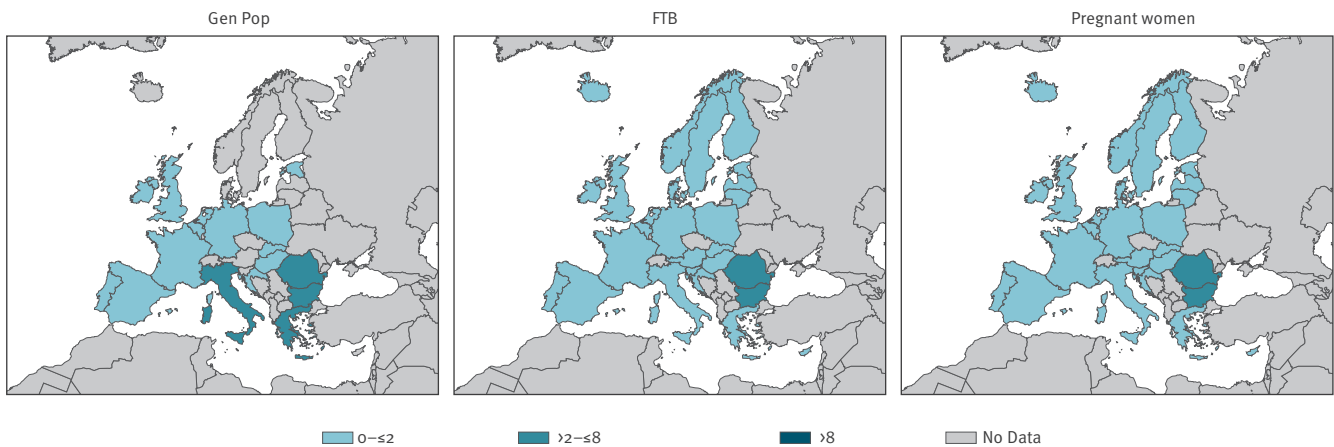 Gen Pop
FTB
Pregnant women
0–≤2
>2–≤8
>8
No Data